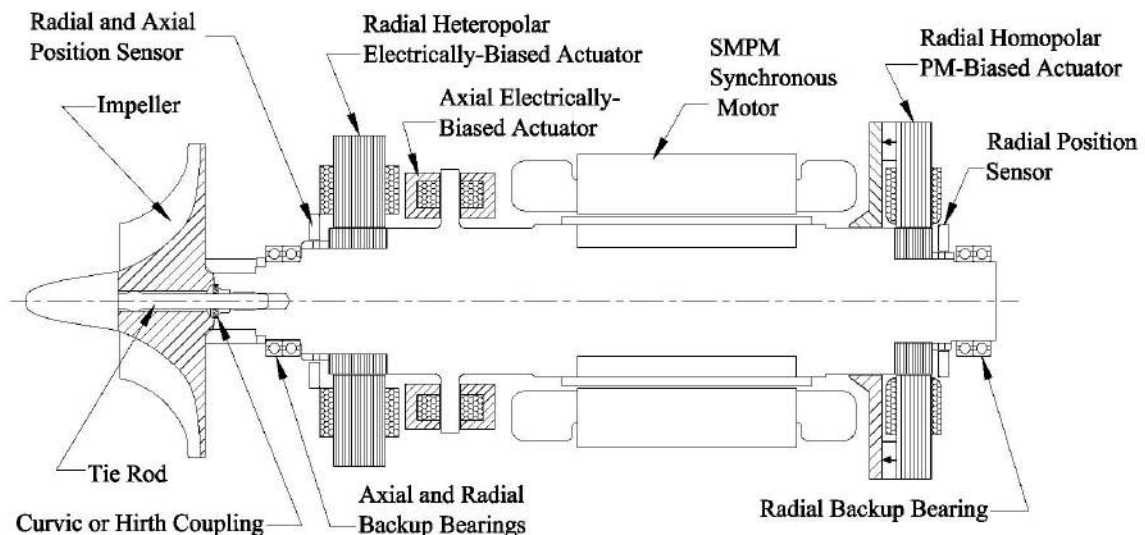 Radial and Axial
Position Sensor
Impeller
Radial Heteropolar
Electrically-Biased Actuator
Axial Electrically-
Biased Actuator
SMPM
Synchronous
Motor
Radial Homopolar
PM-Biased Actuator
Radial Position
Sensor
Tie Rod
Curvic or Hirth Coupling
Axial and Radial
Backup Bearings
Radial Backup Bearing